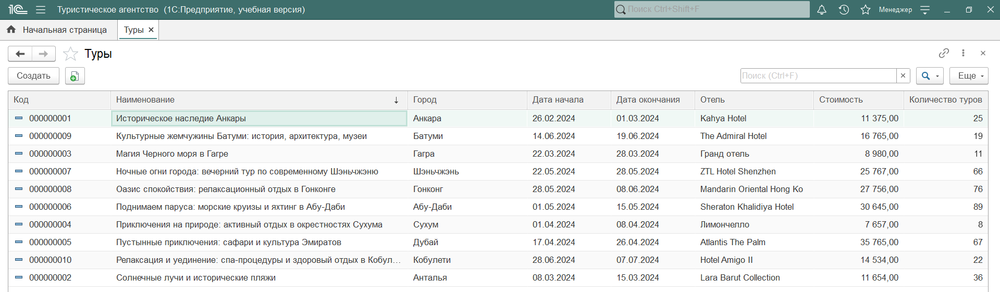 1С Туристическое агентство (1С:Предприятие, учебная версия) Поиск Ctrl+Shift+F Менеджер
Начальная страница Туры
Туры
Создать Поиск (Ctrl+F) Еще
Код Наименование Город Дата начала Дата окончания Отель Стоимость Количество туров
000000001 Историческое наследие Анкары Анкара 26.02.2024 01.03.2024 Kahya Hotel 11 375,00 25
000000009 Культурные жемчужины Батуми: история, архитектура, музеи Батуми 14.06.2024 19.06.2024 The Admiral Hotel 16 765,00 19
000000003 Магия Черного моря в Гагре Гагра 22.03.2024 28.03.2024 Гранд отель 8 980,00 11
000000007 Ночные огни города: вечерний тур по современному Шэньчжэню Шэньчжэнь 22.05.2024 28.05.2024 ZTL Hotel Shenzhen 25 767,00 66
000000008 Оазис спокойствия: релаксационный отдых в Гонконге Гонконг 28.05.2024 08.06.2024 Mandarin Oriental Hong Ko 27 756,00 76
000000006 Поднимаем паруса: морские круизы и яхтинг в Абу-Даби Абу-Даби 01.05.2024 15.05.2024 Sheraton Khalidiya Hotel 30 645,00 89
000000004 Приключения на природе: активный отдых в окрестностях Сухума Сухум 01.04.2024 08.04.2024 Лимончелло 7 657,00 8
000000005 Пустынные приключения: сафари и культура Эмиратов Дубай 17.04.2024 26.04.2024 Atlantis The Palm 35 765,00 67
000000010 Релаксация и уединение: спа-процедуры и здоровый отдых в Кобул... Кобулети 28.06.2024 07.07.2024 Hotel Amigo II 14 534,00 22
000000002 Солнечные лучи и исторические пляжи Анталья 08.03.2024 15.03.2024 Lara Barut Collection 11 654,00 36